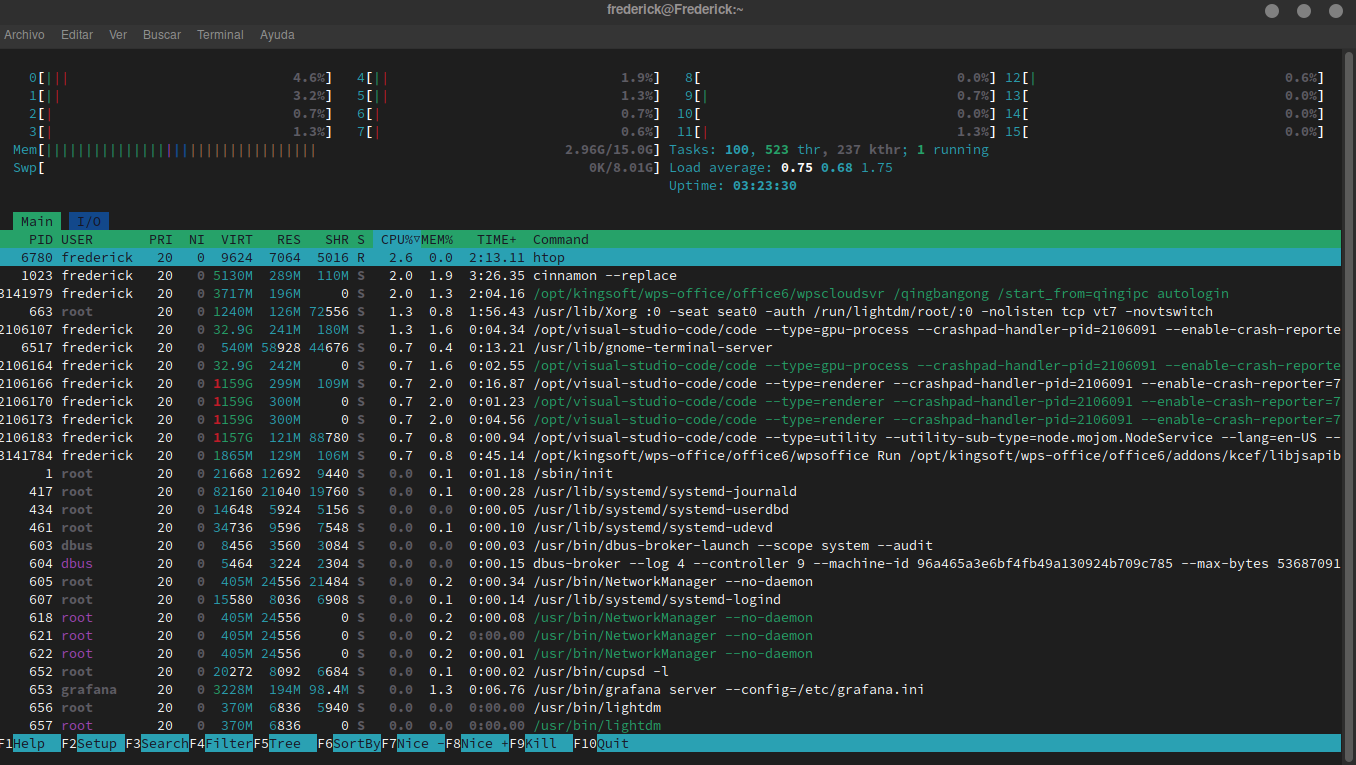 frederick@Frederick:~
Archivo Editar Ver Buscar Terminal Ayuda
0[||| 4.6%] 4[|| 1.9%] 8[ 0.0%] 12[| 0.6%]
1[|| 3.2%] 5[|| 1.3%] 9[| 0.7%] 13[ 0.0%]
2[| 0.7%] 6[| 0.7%] 10[ 0.0%] 14[ 0.0%]
3[| 1.3%] 7[| 0.6%] 11[| 1.3%] 15[ 0.0%]
Mem[|||||||||||||||||||||||||||||||||| 2.96G/15.0G] Tasks: 100, 523 thr, 237 kthr; 1 running
Swp[ 0K/8.01G] Load average: 0.75 0.68 1.75
Uptime: 03:23:30
Main I/O
PID USER PRI NI VIRT RES SHR S CPU%▽MEM% TIME+ Command
6780 frederick 20 0 9624 7064 5016 R 2.6 0.0 2:13.11 htop
1023 frederick 20 0 5130M 289M 110M S 2.0 1.9 3:26.35 cinnamon --replace
3141979 frederick 20 0 3717M 196M 0 S 2.0 1.3 2:04.16 /opt/kingsoft/wps-office/office6/wpscloudsvr /qingbangong /start_from=qingipc autologin
663 root 20 0 1240M 126M 72556 S 1.3 0.8 1:56.43 /usr/lib/Xorg :0 -seat seat0 -auth /run/lightdm/root/:0 -nolisten tcp vt7 -novtswitch
2106107 frederick 20 0 32.9G 241M 180M S 1.3 1.6 0:04.34 /opt/visual-studio-code/code --type=gpu-process --crashpad-handler-pid=2106091 --enable-crash-reporte
6517 frederick 20 0 540M 58928 44676 S 0.7 0.4 0:13.21 /usr/lib/gnome-terminal-server
2106164 frederick 20 0 32.9G 242M 0 S 0.7 1.6 0:02.55 /opt/visual-studio-code/code --type=gpu-process --crashpad-handler-pid=2106091 --enable-crash-reporte
2106166 frederick 20 0 1159G 299M 109M S 0.7 2.0 0:16.87 /opt/visual-studio-code/code --type=renderer --crashpad-handler-pid=2106091 --enable-crash-reporter=7
2106170 frederick 20 0 1159G 300M 0 S 0.7 2.0 0:01.23 /opt/visual-studio-code/code --type=renderer --crashpad-handler-pid=2106091 --enable-crash-reporter=7
2106173 frederick 20 0 1159G 300M 0 S 0.7 2.0 0:04.56 /opt/visual-studio-code/code --type=renderer --crashpad-handler-pid=2106091 --enable-crash-reporter=7
2106183 frederick 20 0 1157G 121M 88780 S 0.7 0.8 0:00.94 /opt/visual-studio-code/code --type=utility --utility-sub-type=node.mojom.NodeService --lang=en-US --
3141784 frederick 20 0 1865M 129M 106M S 0.7 0.8 0:45.14 /opt/kingsoft/wps-office/office6/wpsoffice Run /opt/kingsoft/wps-office/office6/addons/kcef/libjsapib
1 root 20 0 21668 12692 9440 S 0.0 0.1 0:01.18 /sbin/init
417 root 20 0 82160 21040 19760 S 0.0 0.1 0:00.28 /usr/lib/systemd/systemd-journald
434 root 20 0 14648 5924 5156 S 0.0 0.0 0:00.05 /usr/lib/systemd/systemd-userdbd
461 root 20 0 34736 9596 7548 S 0.0 0.1 0:00.10 /usr/lib/systemd/systemd-udevd
603 dbus 20 0 8456 3560 3084 S 0.0 0.0 0:00.03 /usr/bin/dbus-broker-launch --scope system --audit
604 dbus 20 0 5464 3224 2304 S 0.0 0.0 0:00.15 dbus-broker --log 4 --controller 9 --machine-id 96a465a3e6bf4fb49a130924b709c785 --max-bytes 53687091
605 root 20 0 405M 24556 21484 S 0.0 0.2 0:00.34 /usr/bin/NetworkManager --no-daemon
607 root 20 0 15580 8036 6908 S 0.0 0.1 0:00.14 /usr/lib/systemd/systemd-logind
618 root 20 0 405M 24556 0 S 0.0 0.2 0:00.08 /usr/bin/NetworkManager --no-daemon
621 root 20 0 405M 24556 0 S 0.0 0.2 0:00.00 /usr/bin/NetworkManager --no-daemon
622 root 20 0 405M 24556 0 S 0.0 0.2 0:00.01 /usr/bin/NetworkManager --no-daemon
652 root 20 0 20272 8092 6684 S 0.0 0.1 0:00.02 /usr/bin/cupsd -l
653 grafana 20 0 3228M 194M 98.4M S 0.0 1.3 0:06.76 /usr/bin/grafana server --config=/etc/grafana.ini
656 root 20 0 370M 6836 5940 S 0.0 0.0 0:00.00 /usr/bin/lightdm
657 root 20 0 370M 6836 0 S 0.0 0.0 0:00.00 /usr/bin/lightdm
F1Help F2Setup F3SearchF4FilterF5Tree F6SortByF7Nice -F8Nice +F9Kill F10Quit